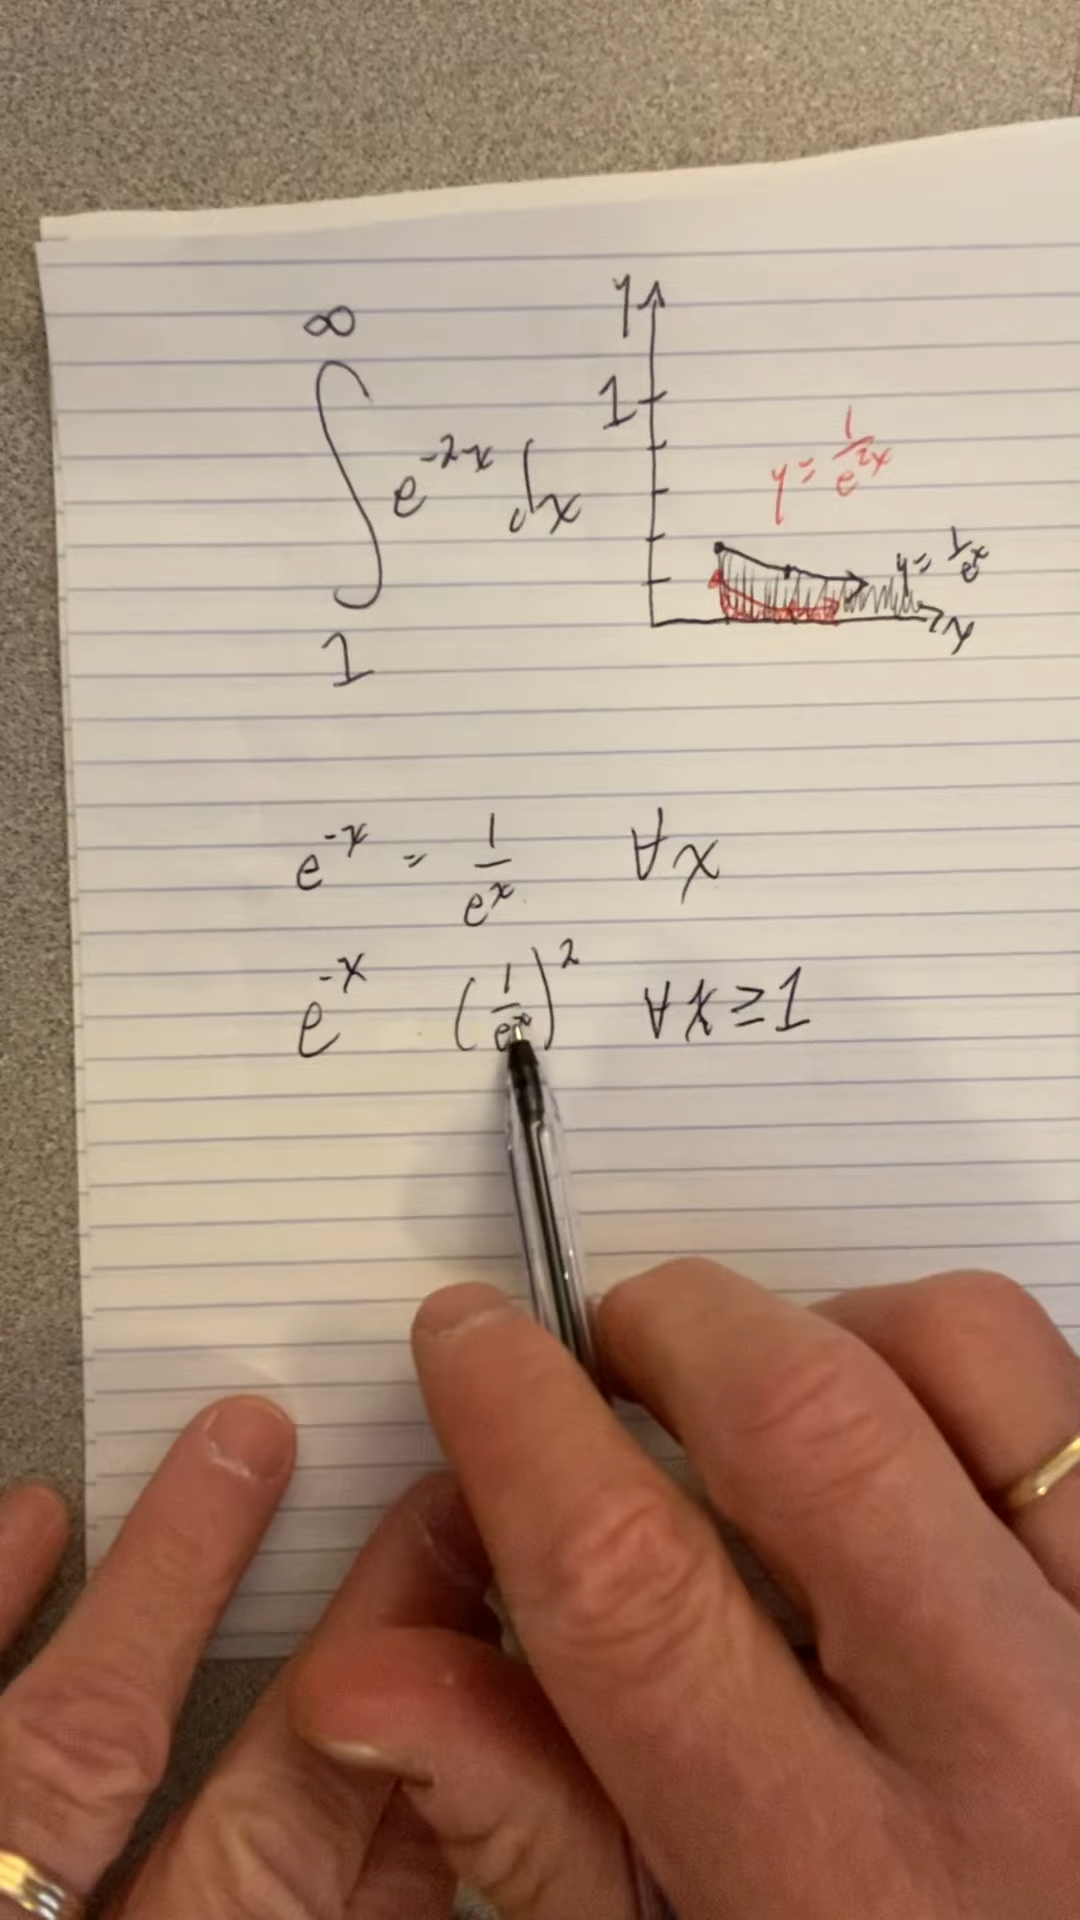 ∞
∫ e^{-2x} dx
1
y
1
y = 1/e^{2x}
y = 1/e^x
x
e^{-x} = 1/e^x ∀x
e^{-x} (1/e^x)^2 ∀x ≥ 1